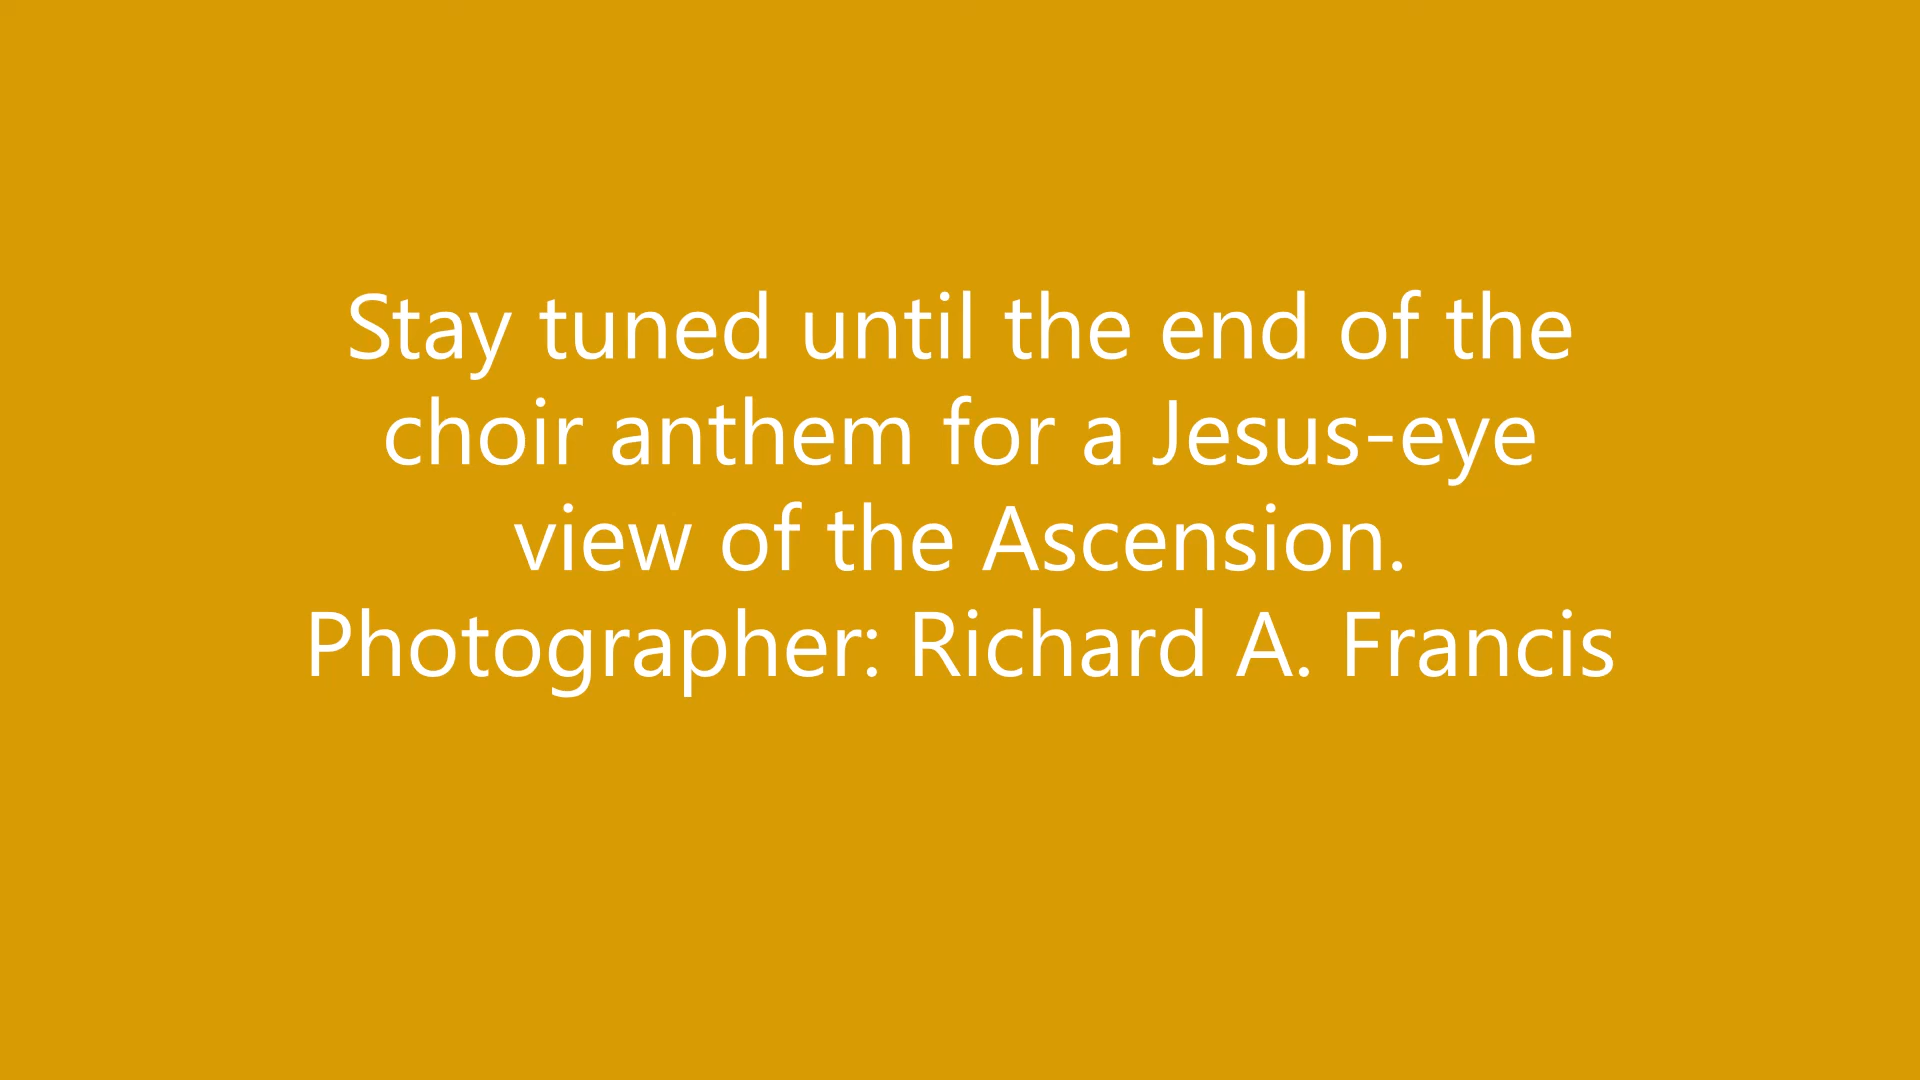 Stay tuned until the end of the
choir anthem for a Jesus-eye
view of the Ascension.
Photographer: Richard A. Francis